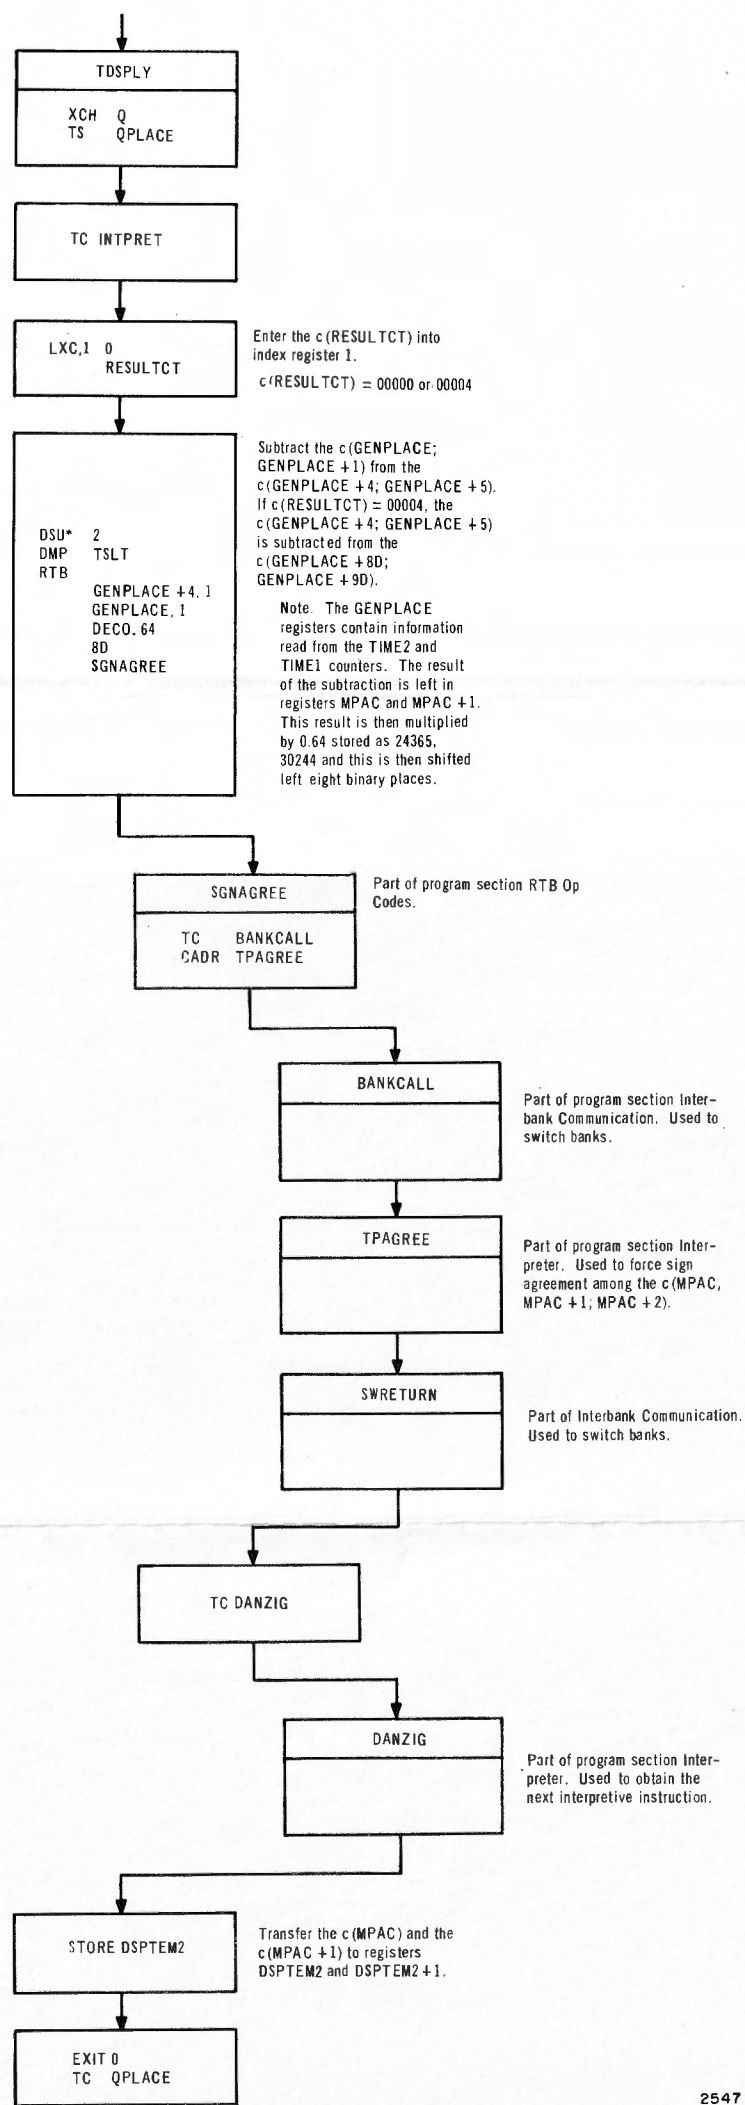 TDSPLY
XCH Q
TS QPLACE
TC INTPRET
LXC,1 0
RESULTCT
Enter the c(RESULTCT) into
index register 1.
c(RESULTCT) = 00000 or 00004
DSU* 2
DMP TSLT
RTB
GENPLACE +4, 1
GENPLACE, 1
DECO. 64
8D
SGNAGREE
Subtract the c(GENPLACE;
GENPLACE +1) from the
c(GENPLACE +4; GENPLACE +5).
If c(RESULTCT) = 00004, the
c(GENPLACE +4; GENPLACE +5)
is subtracted from the
c(GENPLACE +8D;
GENPLACE +9D).
Note. The GENPLACE
registers contain information
read from the TIME2 and
TIME1 counters. The result
of the subtraction is left in
registers MPAC and MPAC +1.
This result is then multiplied
by 0.64 stored as 24365,
30244 and this is then shifted
left eight binary places.
SGNAGREE
TC BANKCALL
CADR TPAGREE
Part of program section RTB Op
Codes.
BANKCALL
Part of program section Inter-
bank Communication. Used to
switch banks.
TPAGREE
Part of program section Inter-
preter. Used to force sign
agreement among the c(MPAC,
MPAC +1; MPAC +2).
SWRETURN
Part of Interbank Communication.
Used to switch banks.
TC DANZIG
DANZIG
Part of program section Inter-
preter. Used to obtain the
next interpretive instruction.
STORE DSPTEM2
Transfer the c(MPAC) and the
c(MPAC +1) to registers
DSPTEM2 and DSPTEM2 +1.
EXIT 0
TC QPLACE
2547